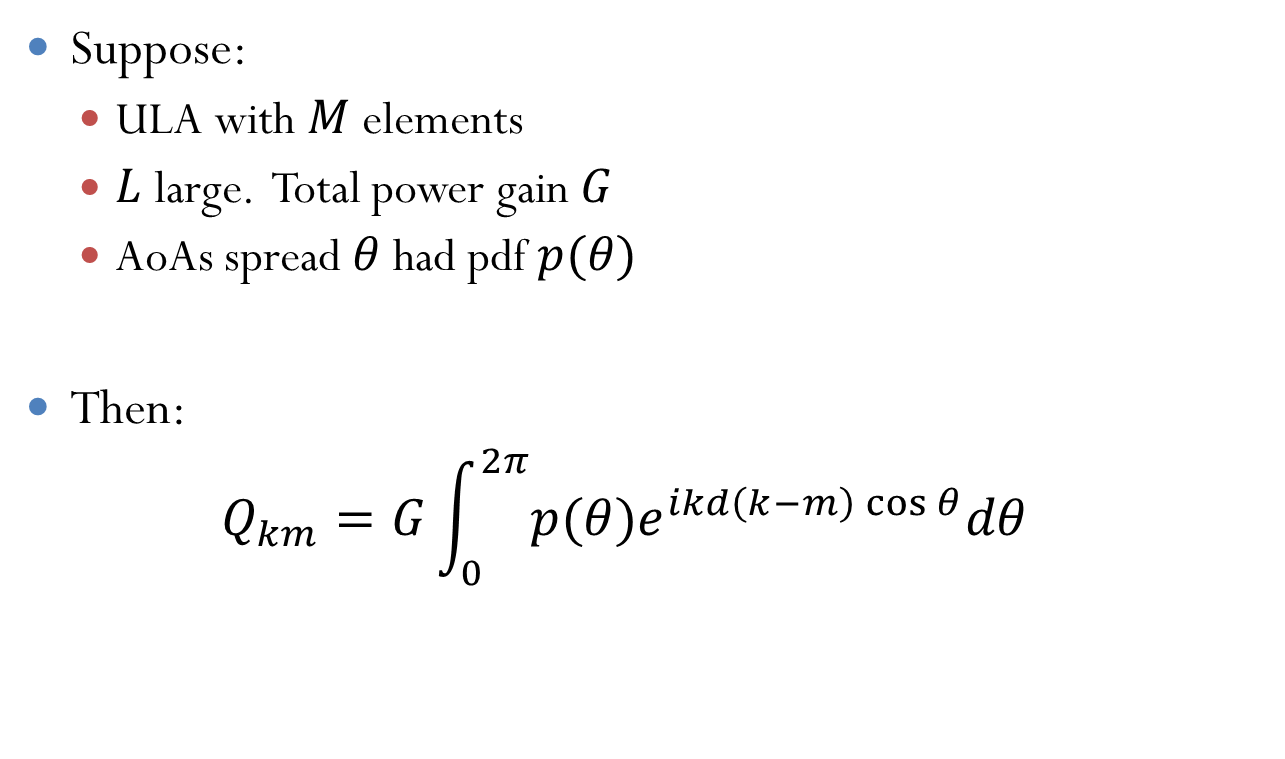 • Suppose:
• ULA with M elements
• L large. Total power gain G
• AoAs spread θ had pdf p(θ)
• Then:
Q_{km} = G ∫_0^{2π} p(θ)e^{ikd(k−m) cos θ} dθ